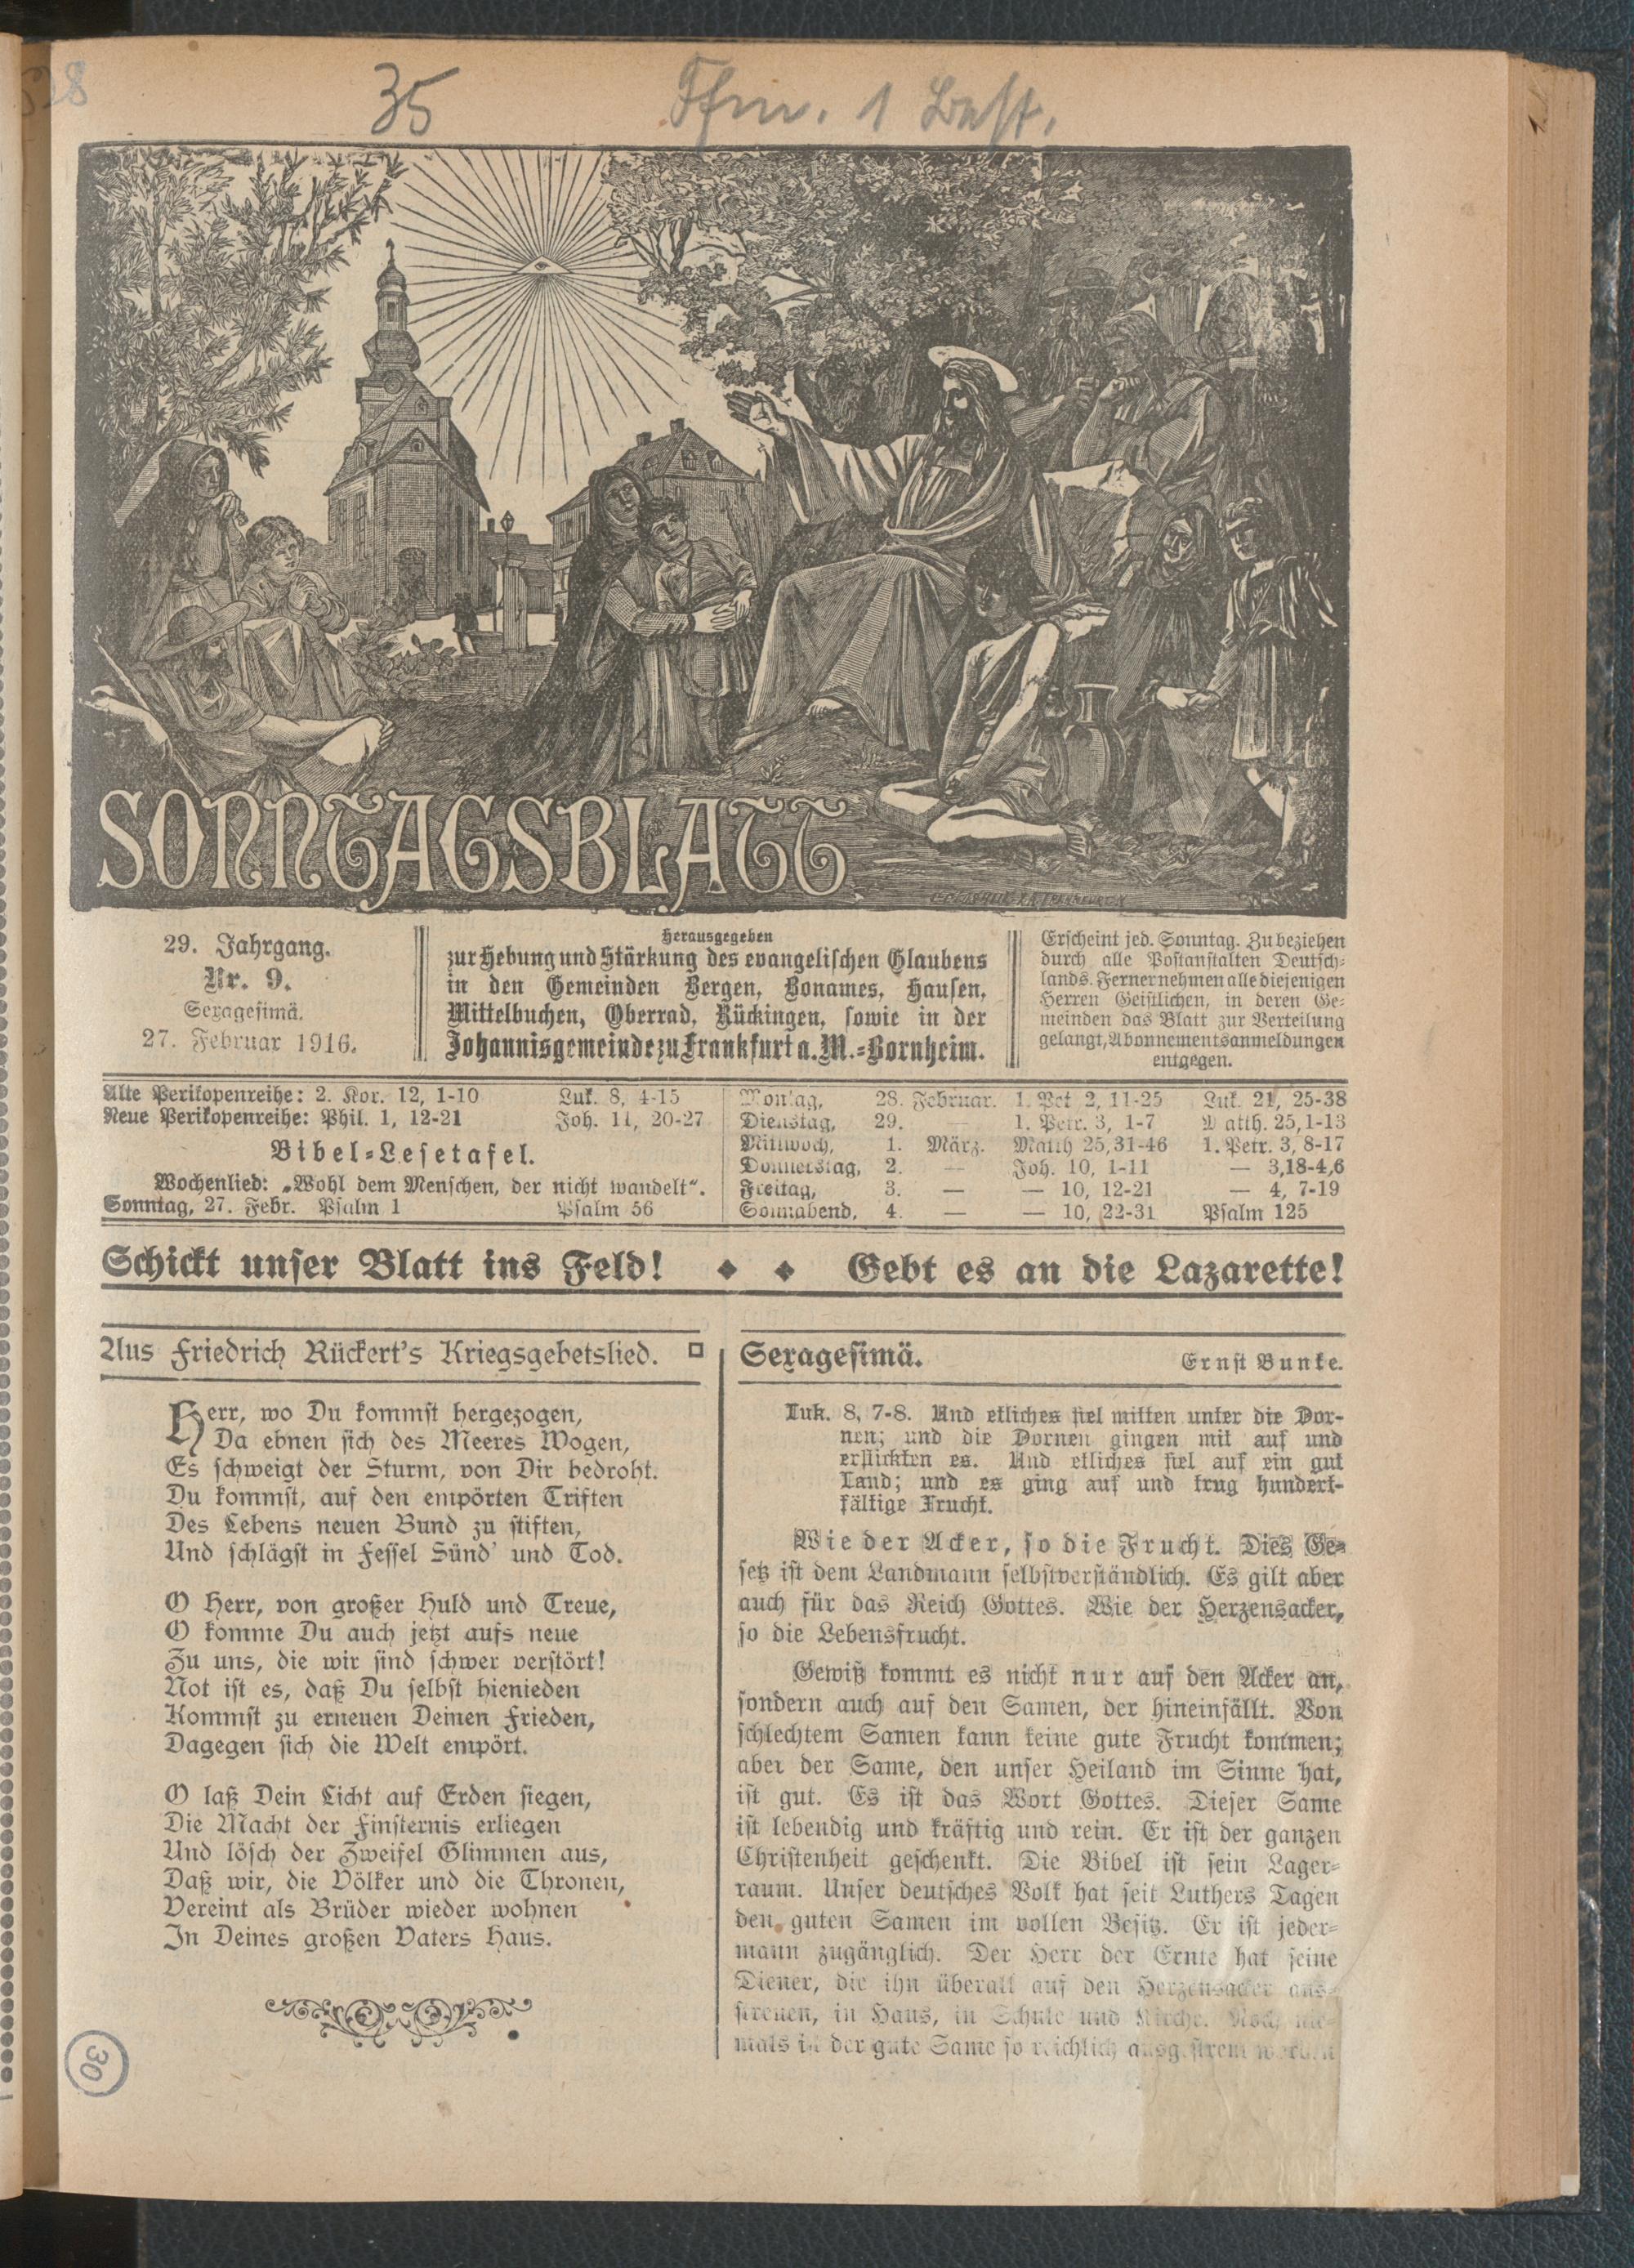 35
Ffm.
1
SONNTAGSBLATT
29. Jahrgang.
Nr. 9.
Sexagesimä.
27. Februar 1916.
Herausgegeben
zur Hebung und Stärkung des evangelischen Glaubens
in den Gemeinden Bergen, Bonames, Hausen,
Mittelbuchen, Oberrad, Rückingen, sowie in der
Johannisgemeinde zu Frankfurt a. M.-Bornheim.
Erscheint jed. Sonntag. Zu beziehen
durch alle Postanstalten Deutsch-
lands. Ferner nehmen alle diejenigen
Herren Geistlichen, in deren Ge-
meinden das Blatt zur Verteilung
gelangt, Abonnementsanmeldungen
entgegen.
Alte Perikopenreihe: 2. Kor. 12, 1-10 Luk. 8, 4-15
Neue Perikopenreihe: Phil. 1, 12-21 Joh. 11, 20-27
Bibel-Lesetafel.
Wochenlied: „Wohl dem Menschen, der nicht wandelt“.
Sonntag, 27. Febr. Psalm 1 Psalm 56
Montag, 28. Februar. 1. Pet. 2, 11-25 Luk. 21, 25-38
Dienstag, 29. — 1. Petr. 3, 1-7 Matth. 25, 1-13
Mittwoch, 1. März. Matth 25, 31-46 1. Petr. 3, 8-17
Donnerstag, 2. — Joh. 10, 1-11 — 3,18-4,6
Freitag, 3. — — 10, 12-21 — 4, 7-19
Sonnabend, 4. — — 10, 22-31 Psalm 125
Schickt unser Blatt ins Feld! ◆ ◆ Gebt es an die Lazarette!
Aus Friedrich Rückert's Kriegsgebetslied.
Herr, wo Du kommst hergezogen,
Da ebnen sich des Meeres Wogen,
Es schweigt der Sturm, von Dir bedroht.
Du kommst, auf den empörten Triften
Des Lebens neuen Bund zu stiften,
Und schlägst in Fessel Sünd' und Tod.
O Herr, von großer Huld und Treue,
O komme Du auch jetzt aufs neue
Zu uns, die wir sind schwer verstört!
Not ist es, daß Du selbst hienieden
Kommst zu erneuen Deinen Frieden,
Dagegen sich die Welt empört.
O laß Dein Licht auf Erden siegen,
Die Macht der Finsternis erliegen
Und lösch der Zweifel Glimmen aus,
Daß wir, die Völker und die Thronen,
Vereint als Brüder wieder wohnen
In Deines großen Vaters Haus.
Sexagesimä. Ernst Bunke.
Luk. 8, 7-8. Und etliches fiel mitten unter die Dor-
nen; und die Dornen gingen mit auf und
erstickten es. Und etliches fiel auf ein gut
Land; und es ging auf und trug hundert-
fältige Frucht.
Wie der Acker, so die Frucht. Dies Ge-
setz ist dem Landmann selbstverständlich. Es gilt aber
auch für das Reich Gottes. Wie der Herzensacker,
so die Lebensfrucht.
Gewiß kommt es nicht nur auf den Acker an,
sondern auch auf den Samen, der hineinfällt. Von
schlechtem Samen kann keine gute Frucht kommen;
aber der Same, den unser Heiland im Sinne hat,
ist gut. Es ist das Wort Gottes. Dieser Same
ist lebendig und kräftig und rein. Er ist der ganzen
Christenheit geschenkt. Die Bibel ist sein Lager-
raum. Unser deutsches Volk hat seit Luthers Tagen
den guten Samen im vollen Besitz. Er ist jeder-
mann zugänglich. Der Herr der Ernte hat seine
Diener, die ihn überall auf den Herzensacker aus-
streuen, in Haus, in Schule und Kirche. Noch nie-
mals ist der gute Same so reichlich ausgestreut worden
30